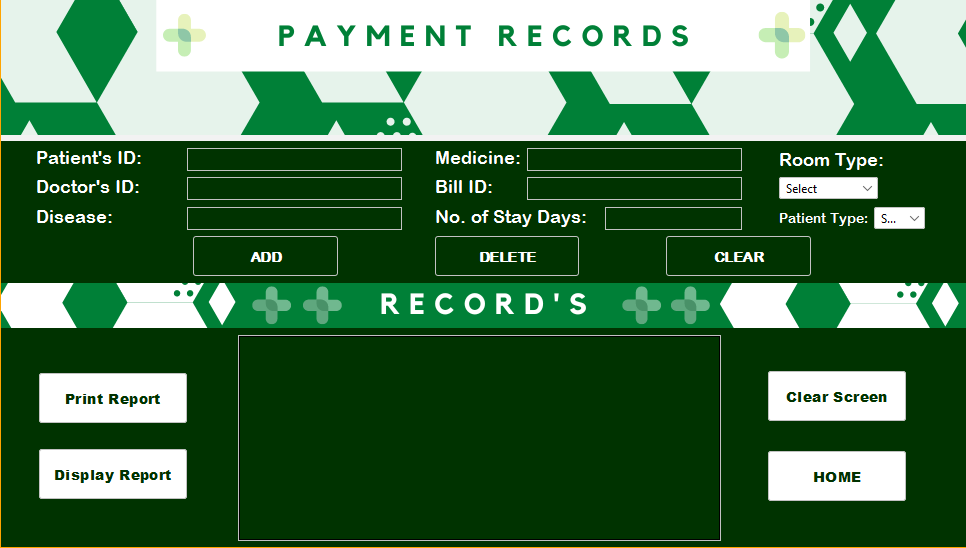 PAYMENT RECORDS
Patient's ID:
Medicine:
Room Type:
Doctor's ID:
Bill ID:
Select
Disease:
No. of Stay Days:
Patient Type:
S...
ADD
DELETE
CLEAR
RECORD'S
Print Report
Clear Screen
Display Report
HOME